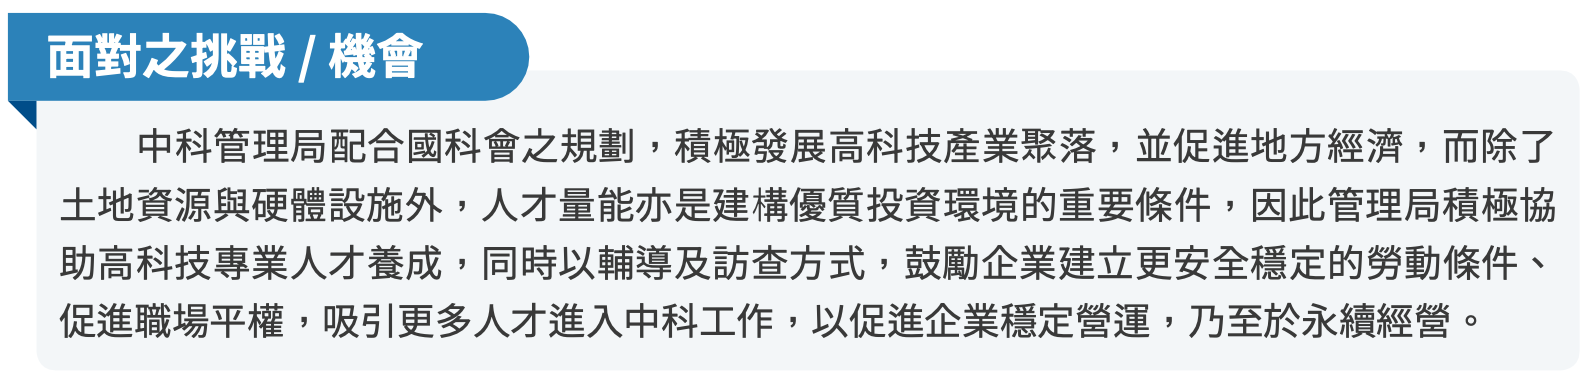 面對之挑戰 / 機會
中科管理局配合國科會之規劃，積極發展高科技產業聚落，並促進地方經濟，而除了
土地資源與硬體設施外，人才量能亦是建構優質投資環境的重要條件，因此管理局積極協
助高科技專業人才養成，同時以輔導及訪查方式，鼓勵企業建立更安全穩定的勞動條件、
促進職場平權，吸引更多人才進入中科工作，以促進企業穩定營運，乃至於永續經營。